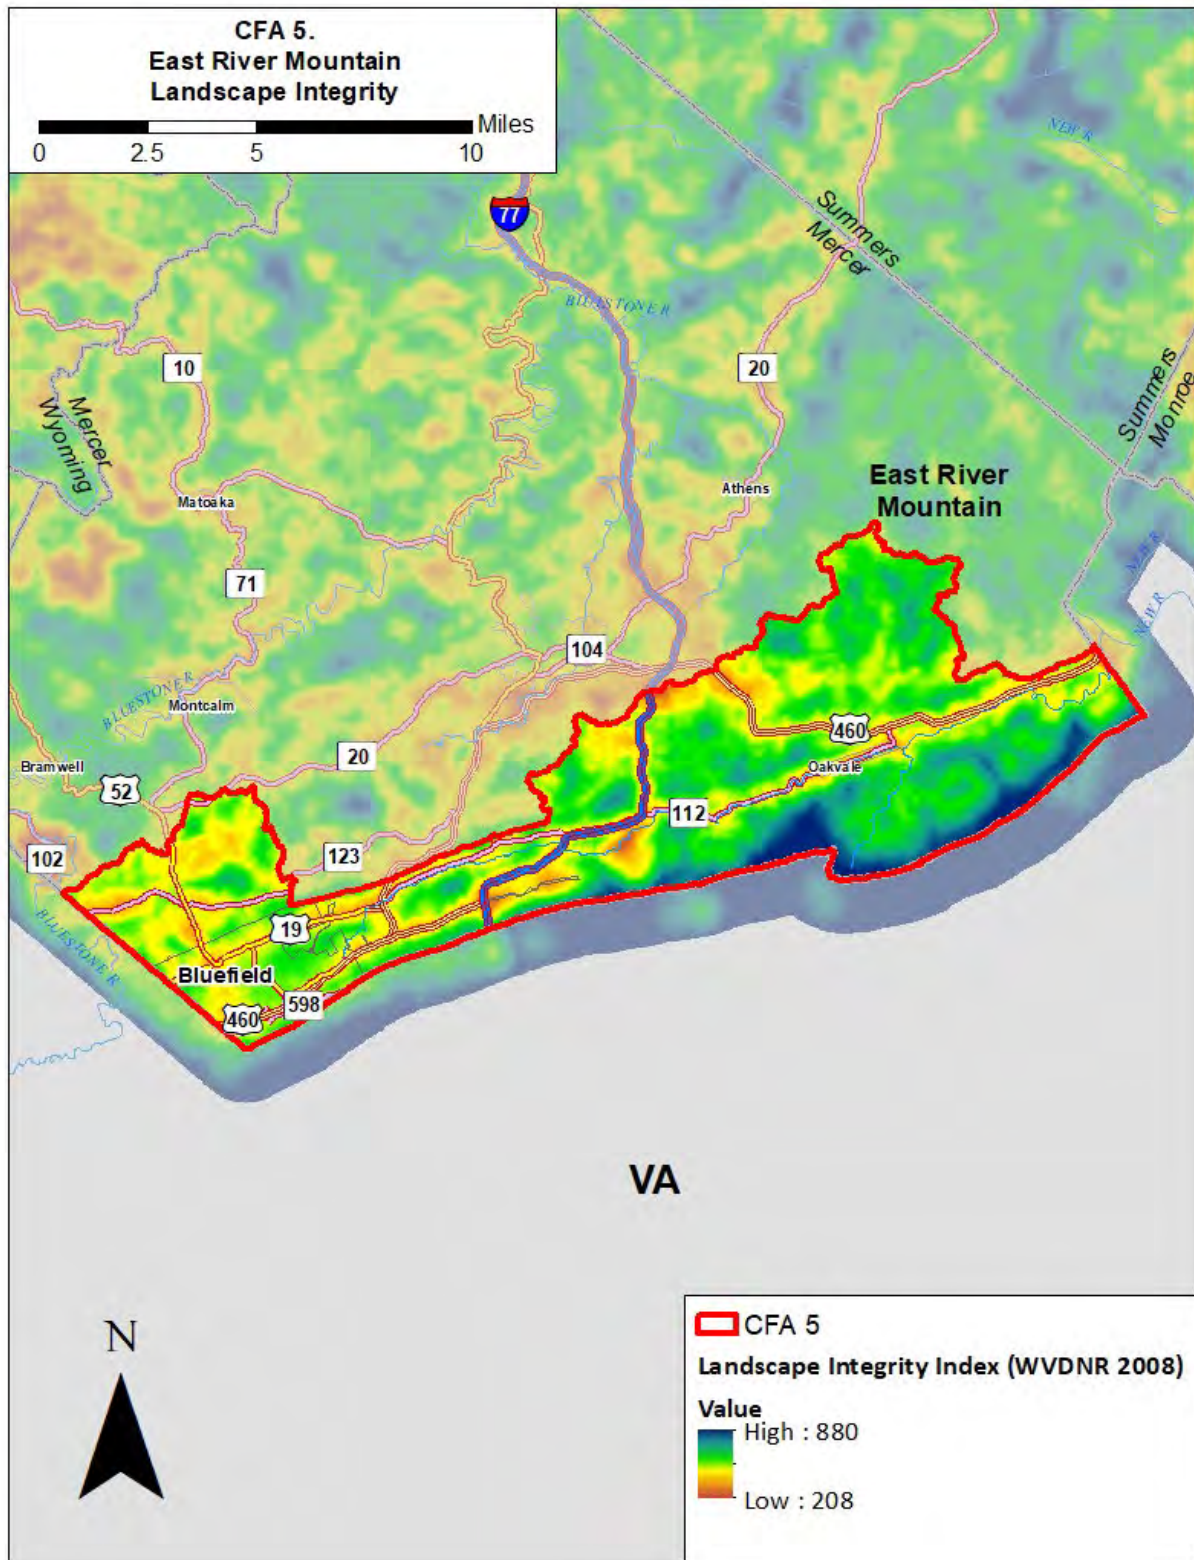 CFA 5.
East River Mountain
Landscape Integrity
Miles
0 2.5 5 10
NEW R
77
Summers
Mercer
BLUESTONE R
10
20
Summers
Monroe
Mercer
Wyoming
East River
Mountain
Athens
Matoaka
NEW R
71
NEW R
104
BLUESTONE R
Montcalm
460
20
Bramwell
Oakvale
52
112
102
123
BLUESTONE R
19
Bluefield
598
460
VA
N
CFA 5
Landscape Integrity Index (WVDNR 2008)
Value
High : 880
Low : 208